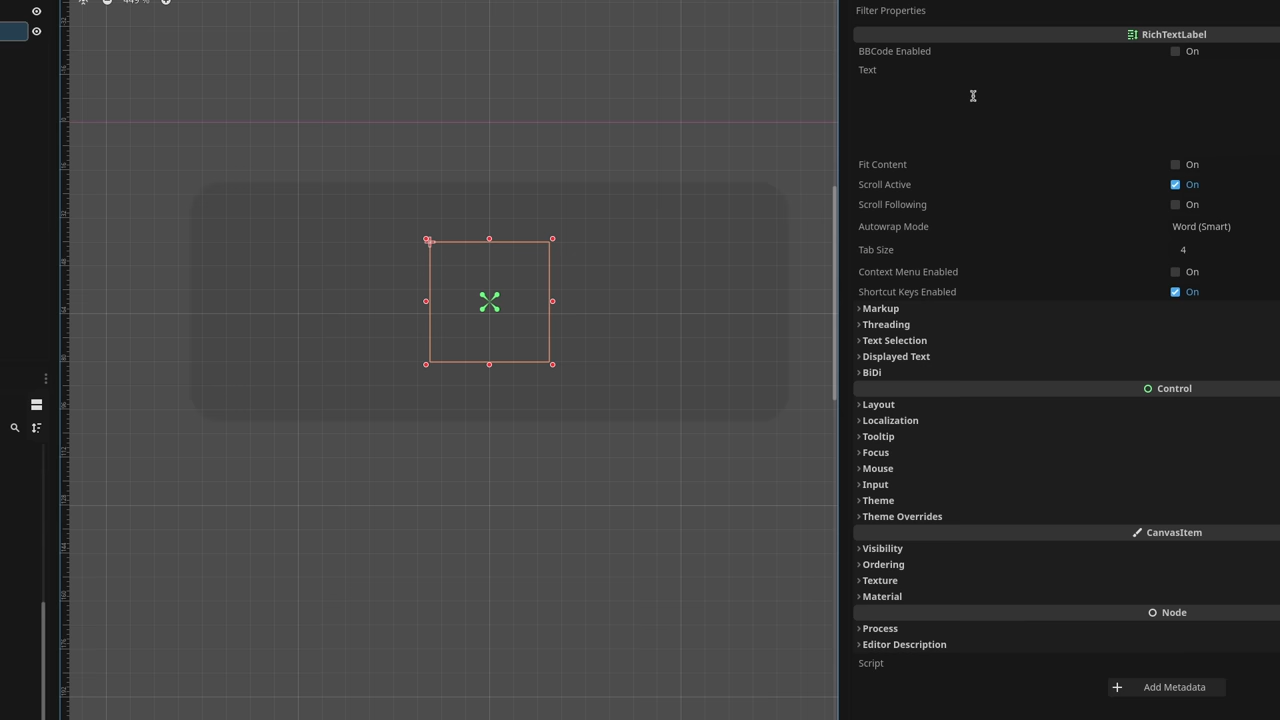 449 %
Filter Properties
RichTextLabel
BBCode Enabled
On
Text
Fit Content
On
Scroll Active
On
Scroll Following
On
Autowrap Mode
Word (Smart)
Tab Size
4
Context Menu Enabled
On
Shortcut Keys Enabled
On
Markup
Threading
Text Selection
Displayed Text
BiDi
Control
Layout
Localization
Tooltip
Focus
Mouse
Input
Theme
Theme Overrides
CanvasItem
Visibility
Ordering
Texture
Material
Node
Process
Editor Description
Script
Add Metadata